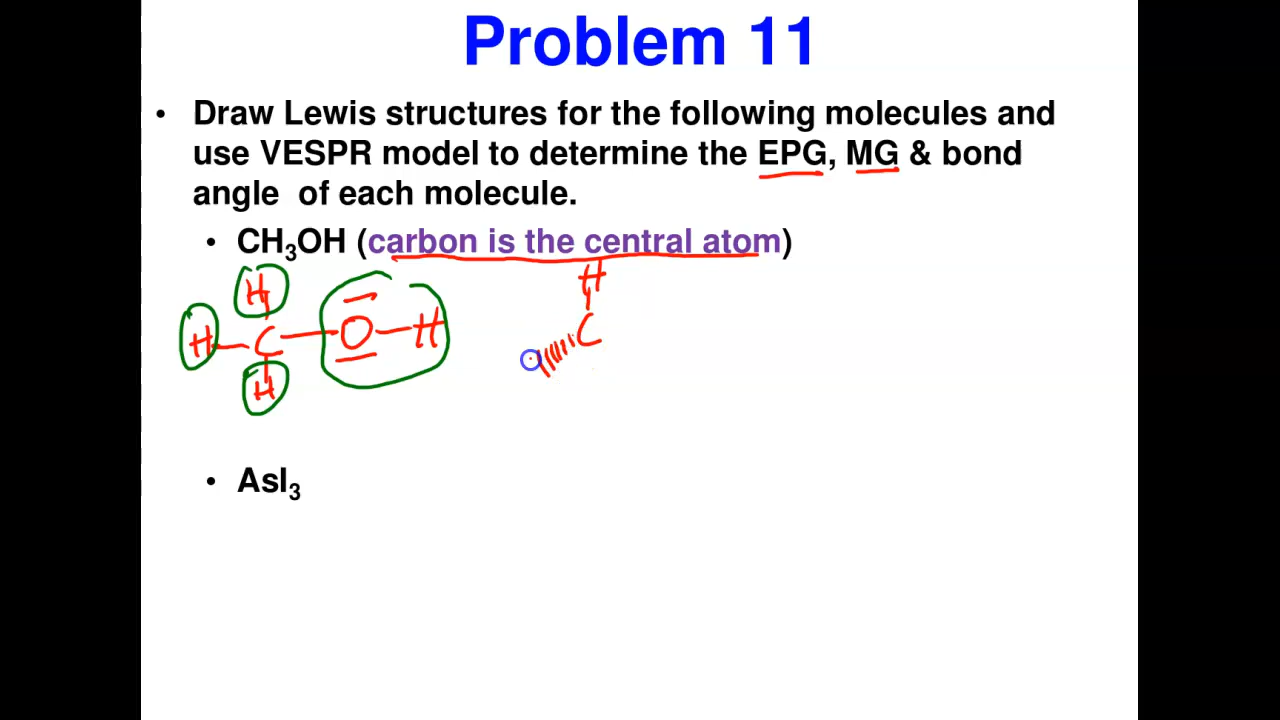 Problem 11
• Draw Lewis structures for the following molecules and
use VESPR model to determine the EPG, MG & bond
angle of each molecule.
• CH₃OH (carbon is the central atom)
H H
H C O H C
H
• AsI₃